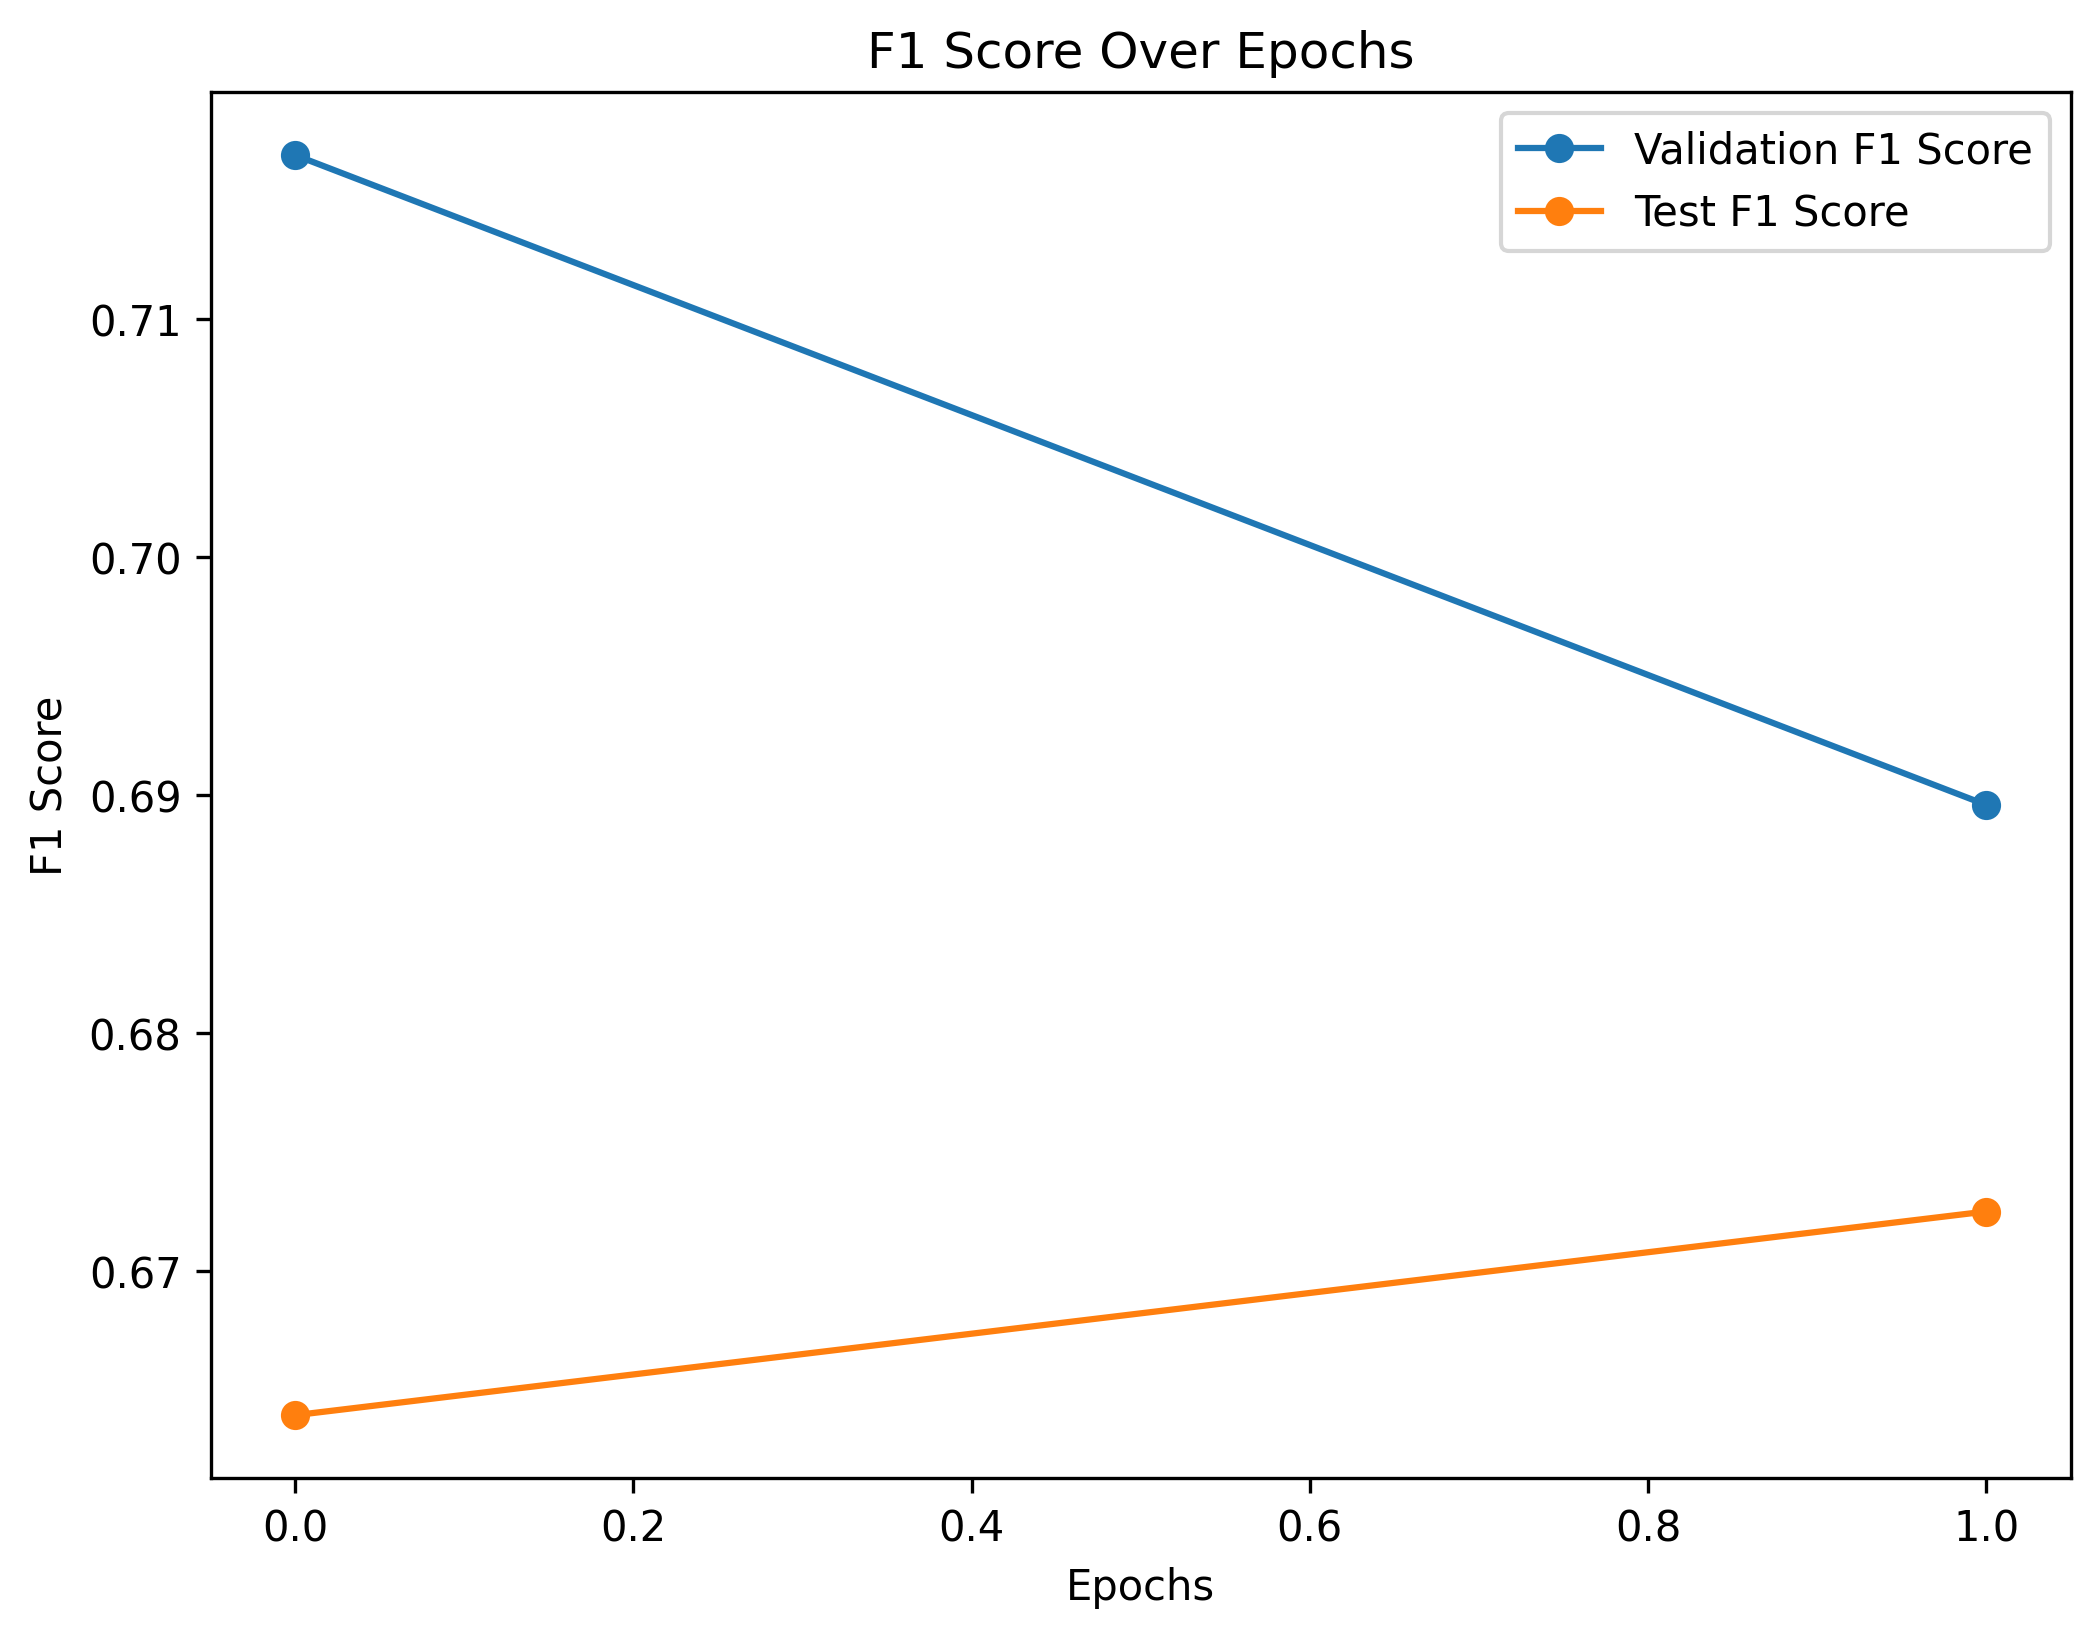 F1 Score Over Epochs
Validation F1 Score
Test F1 Score
F1 Score
0.71
0.70
0.69
0.68
0.67
0.0 0.2 0.4 0.6 0.8 1.0
Epochs